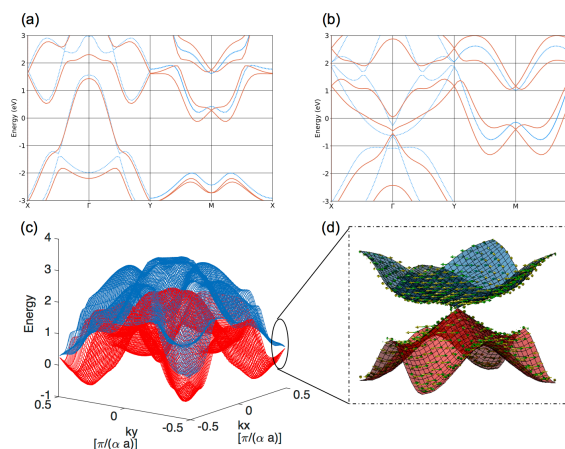 (a)
(b)
3
2
1
0
-1
-2
-3
Energy (eV)
X
Γ
Y
M
X
3
2
1
0
-1
-2
-3
Energy (eV)
X
Γ
Y
M
(c)
(d)
4
3
2
1
0
-1
Energy
0.5
0
-0.5
ky
[π/(α a)]
-0.5
0
0.5
kx
[π/(α a)]